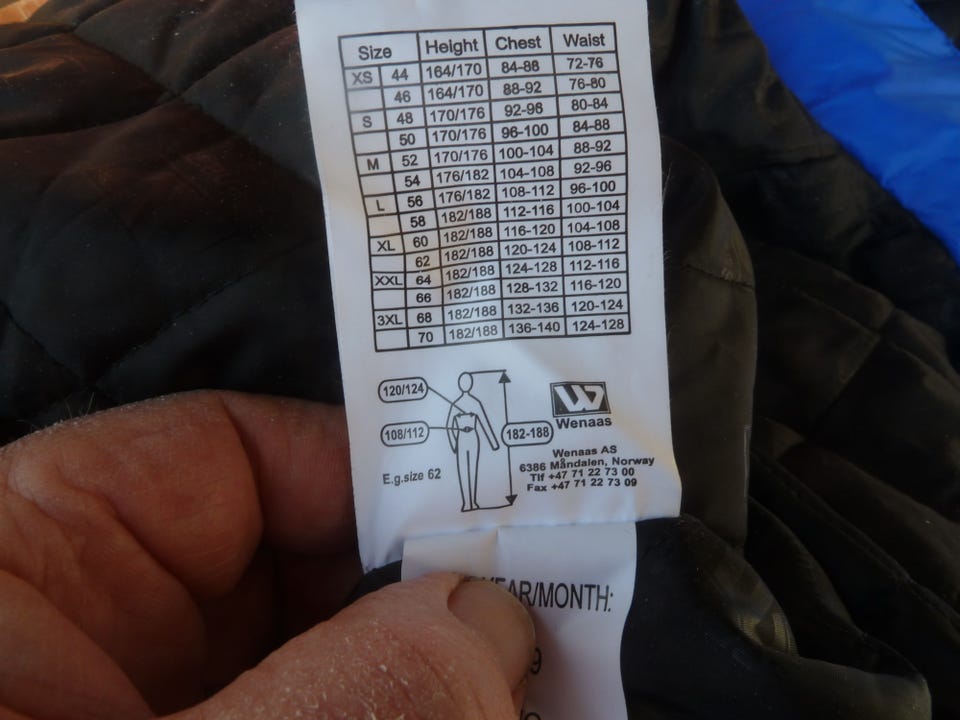 Size Height Chest Waist
XS 44 164/170 84-88 72-76
46 164/170 88-92 76-80
S 48 170/176 92-96 80-84
50 170/176 96-100 84-88
M 52 170/176 100-104 88-92
54 176/182 104-108 92-96
L 56 176/182 108-112 96-100
58 182/188 112-116 100-104
XL 60 182/188 116-120 104-108
62 182/188 120-124 108-112
XXL 64 182/188 124-128 112-116
66 182/188 128-132 116-120
3XL 68 182/188 132-136 120-124
70 182/188 136-140 124-128
120/124
108/112
182-188
E.g.size 62
W
Wenaas
Wenaas AS
6386 Måndalen, Norway
Tlf +47 71 22 73 00
Fax +47 71 22 73 09
YEAR/MONTH:
9